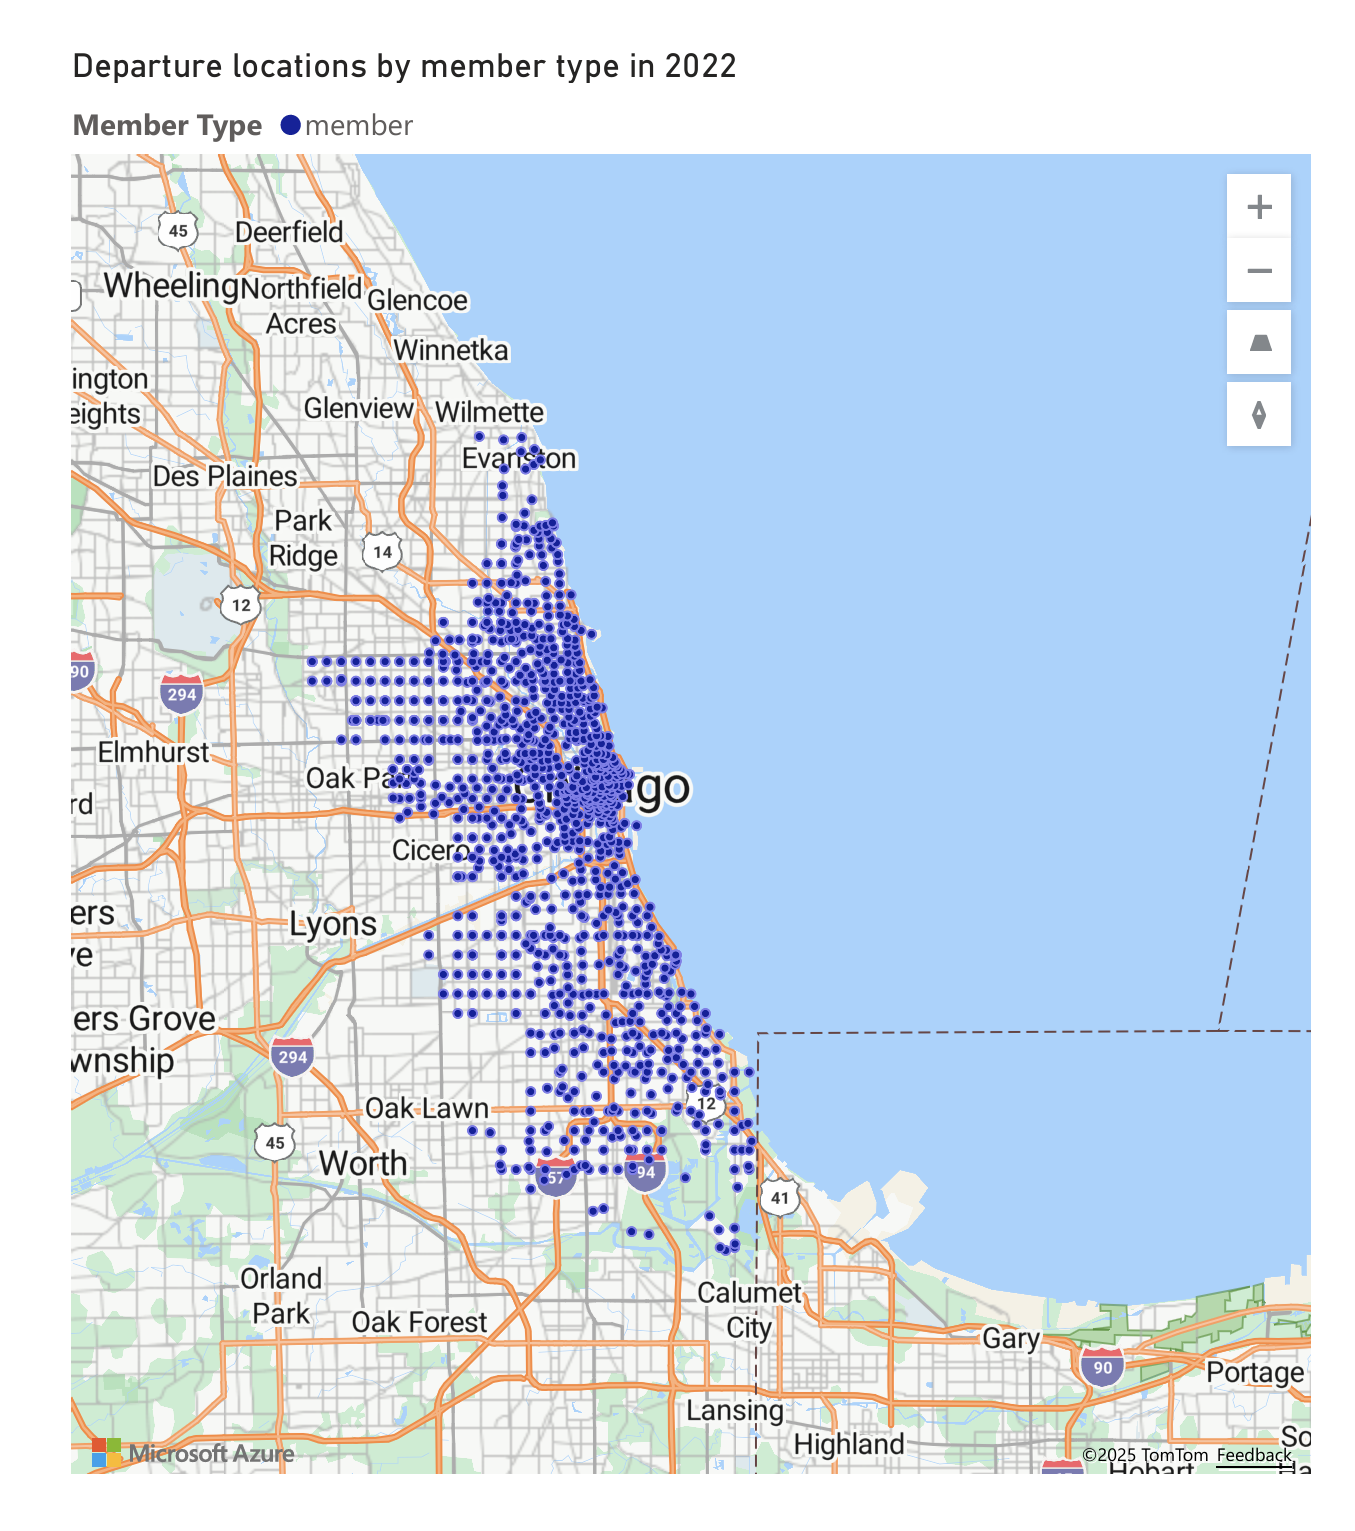 Departure locations by member type in 2022
Member Type member
45
Deerfield
Wheeling
Northfield
Acres
Glencoe
Winnetka
ington
eights
Glenview
Wilmette
Evanston
Des Plaines
Park
Ridge
14
12
90
294
Elmhurst
Oak Pa
rd
Chicago
Cicero
ers
ve
Lyons
ers Grove
wnship
294
Oak Lawn
12
45
Worth
57
94
41
Orland
Park
Calumet
City
Oak Forest
Gary
90
Portage
Lansing
Highland
So
Microsoft Azure
©2025 TomTom Feedback
Hobart